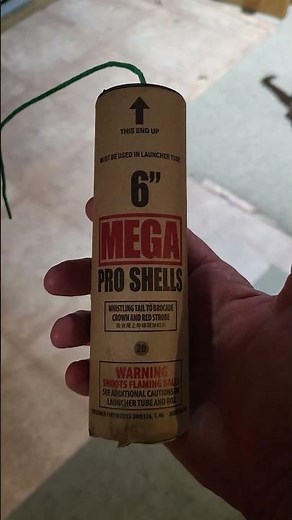 THIS END UP
MUST BE USED IN LAUNCHER TUBE
6"
MEGA
PRO SHELLS
WHISTLING TAIL TO BROCADE
CROWN AND RED STROBE
20
WARNING
SHOOTS FLAMING BALLS
SEE ADDITIONAL CAUTIONS ON
LAUNCHER TUBE AND BOX